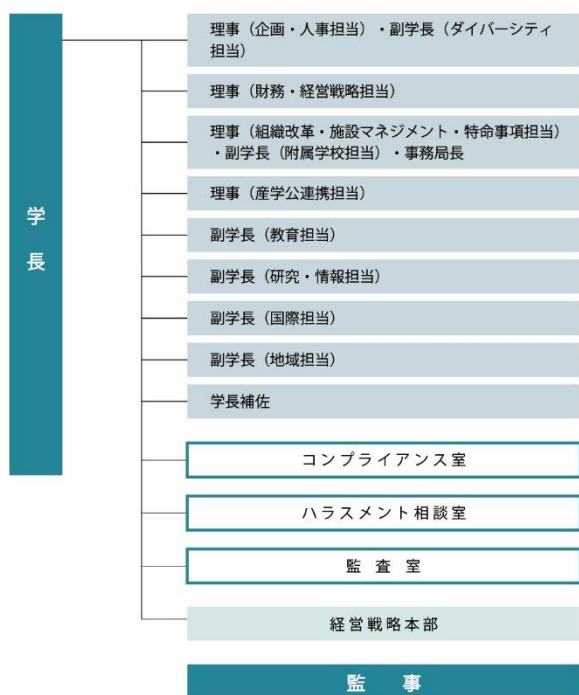 学長
理事（企画・人事担当）・副学長（ダイバーシティ
担当）
理事（財務・経営戦略担当）
理事（組織改革・施設マネジメント・特命事項担当）
・副学長（附属学校担当）・事務局長
理事（産学公連携担当）
副学長（教育担当）
副学長（研究・情報担当）
副学長（国際担当）
副学長（地域担当）
学長補佐
コンプライアンス室
ハラスメント相談室
監査室
経営戦略本部
監事